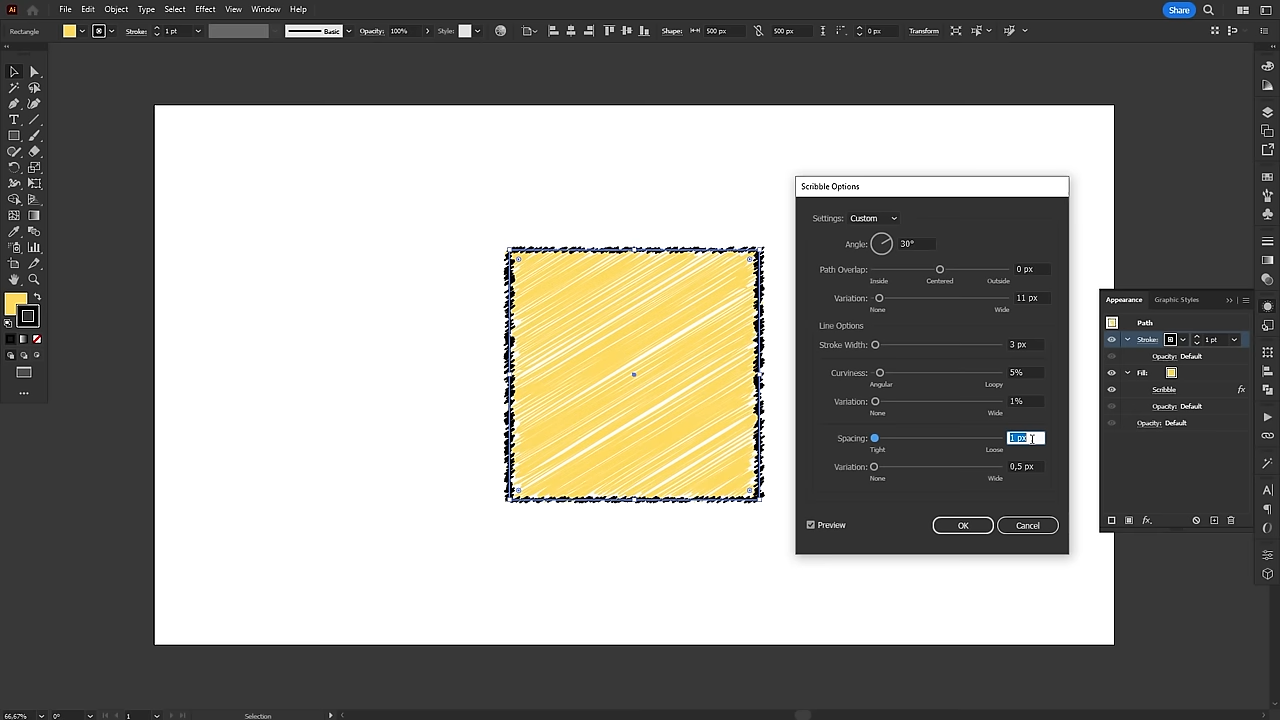 Ai File Edit Object Type Select Effect View Window Help Share
Rectangle Stroke: 1 pt Basic Opacity: 100% Style: Shape: 500 px 500 px 0 px Transform
Scribble Options
Settings: Custom
Angle: 30°
Path Overlap: 0 px
Inside Centered Outside
Variation: 11 px
None Wide
Line Options
Stroke Width: 3 px
Curviness: 5%
Angular Loopy
Variation: 1%
None Wide
Spacing: 1 px
Tight Loose
Variation: 0,5 px
None Wide
Preview OK Cancel
Appearance Graphic Styles
Path
Stroke: 1 pt
Opacity: Default
Fill:
Scribble fx
Opacity: Default
Opacity: Default
fx.
66,67% 0° 1 Selection